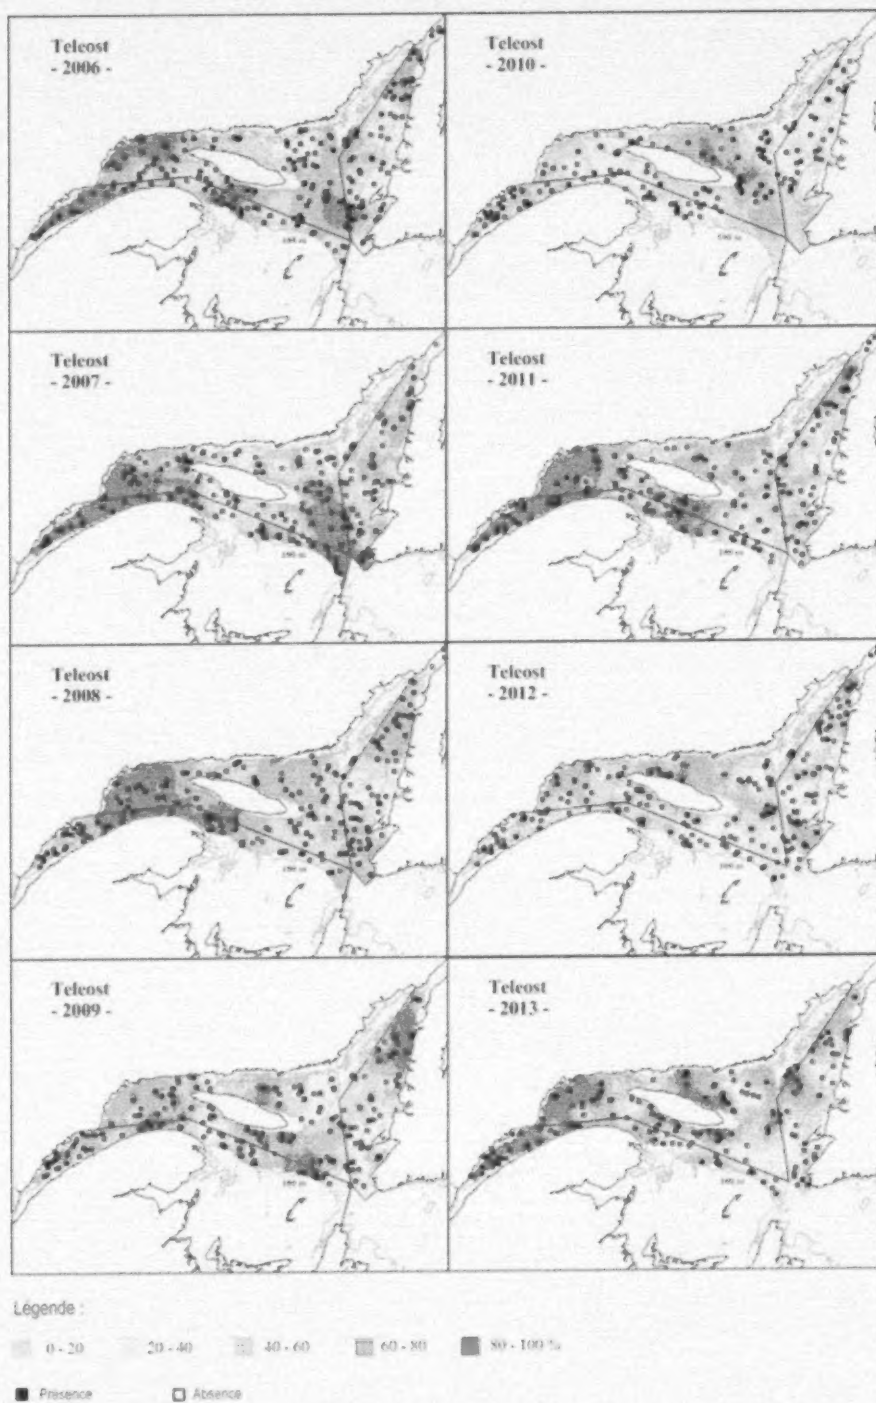 Teleost
- 2006 -
Teleost
- 2010 -
Teleost
- 2007 -
Teleost
- 2011 -
Teleost
- 2008 -
Teleost
- 2012 -
Teleost
- 2009 -
Teleost
- 2013 -
Légende :
0 - 20 20 - 40 40 - 60 60 - 80 80 - 100 %
Présence Absence